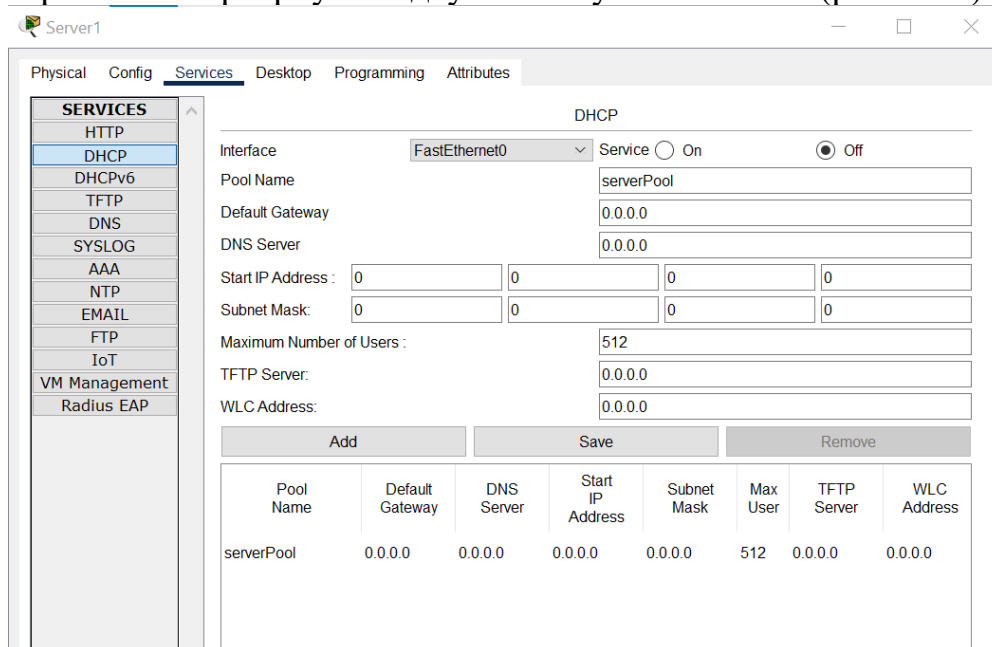 Server1
Physical Config Services Desktop Programming Attributes
SERVICES
HTTP
DHCP
DHCPv6
TFTP
DNS
SYSLOG
AAA
NTP
EMAIL
FTP
IoT
VM Management
Radius EAP
DHCP
Interface FastEthernet0 Service On Off
Pool Name serverPool
Default Gateway 0.0.0.0
DNS Server 0.0.0.0
Start IP Address : 0 0 0 0
Subnet Mask: 0 0 0 0
Maximum Number of Users : 512
TFTP Server: 0.0.0.0
WLC Address: 0.0.0.0
Add Save Remove
Pool Name Default Gateway DNS Server Start IP Address Subnet Mask Max User TFTP Server WLC Address
serverPool 0.0.0.0 0.0.0.0 0.0.0.0 0.0.0.0 512 0.0.0.0 0.0.0.0